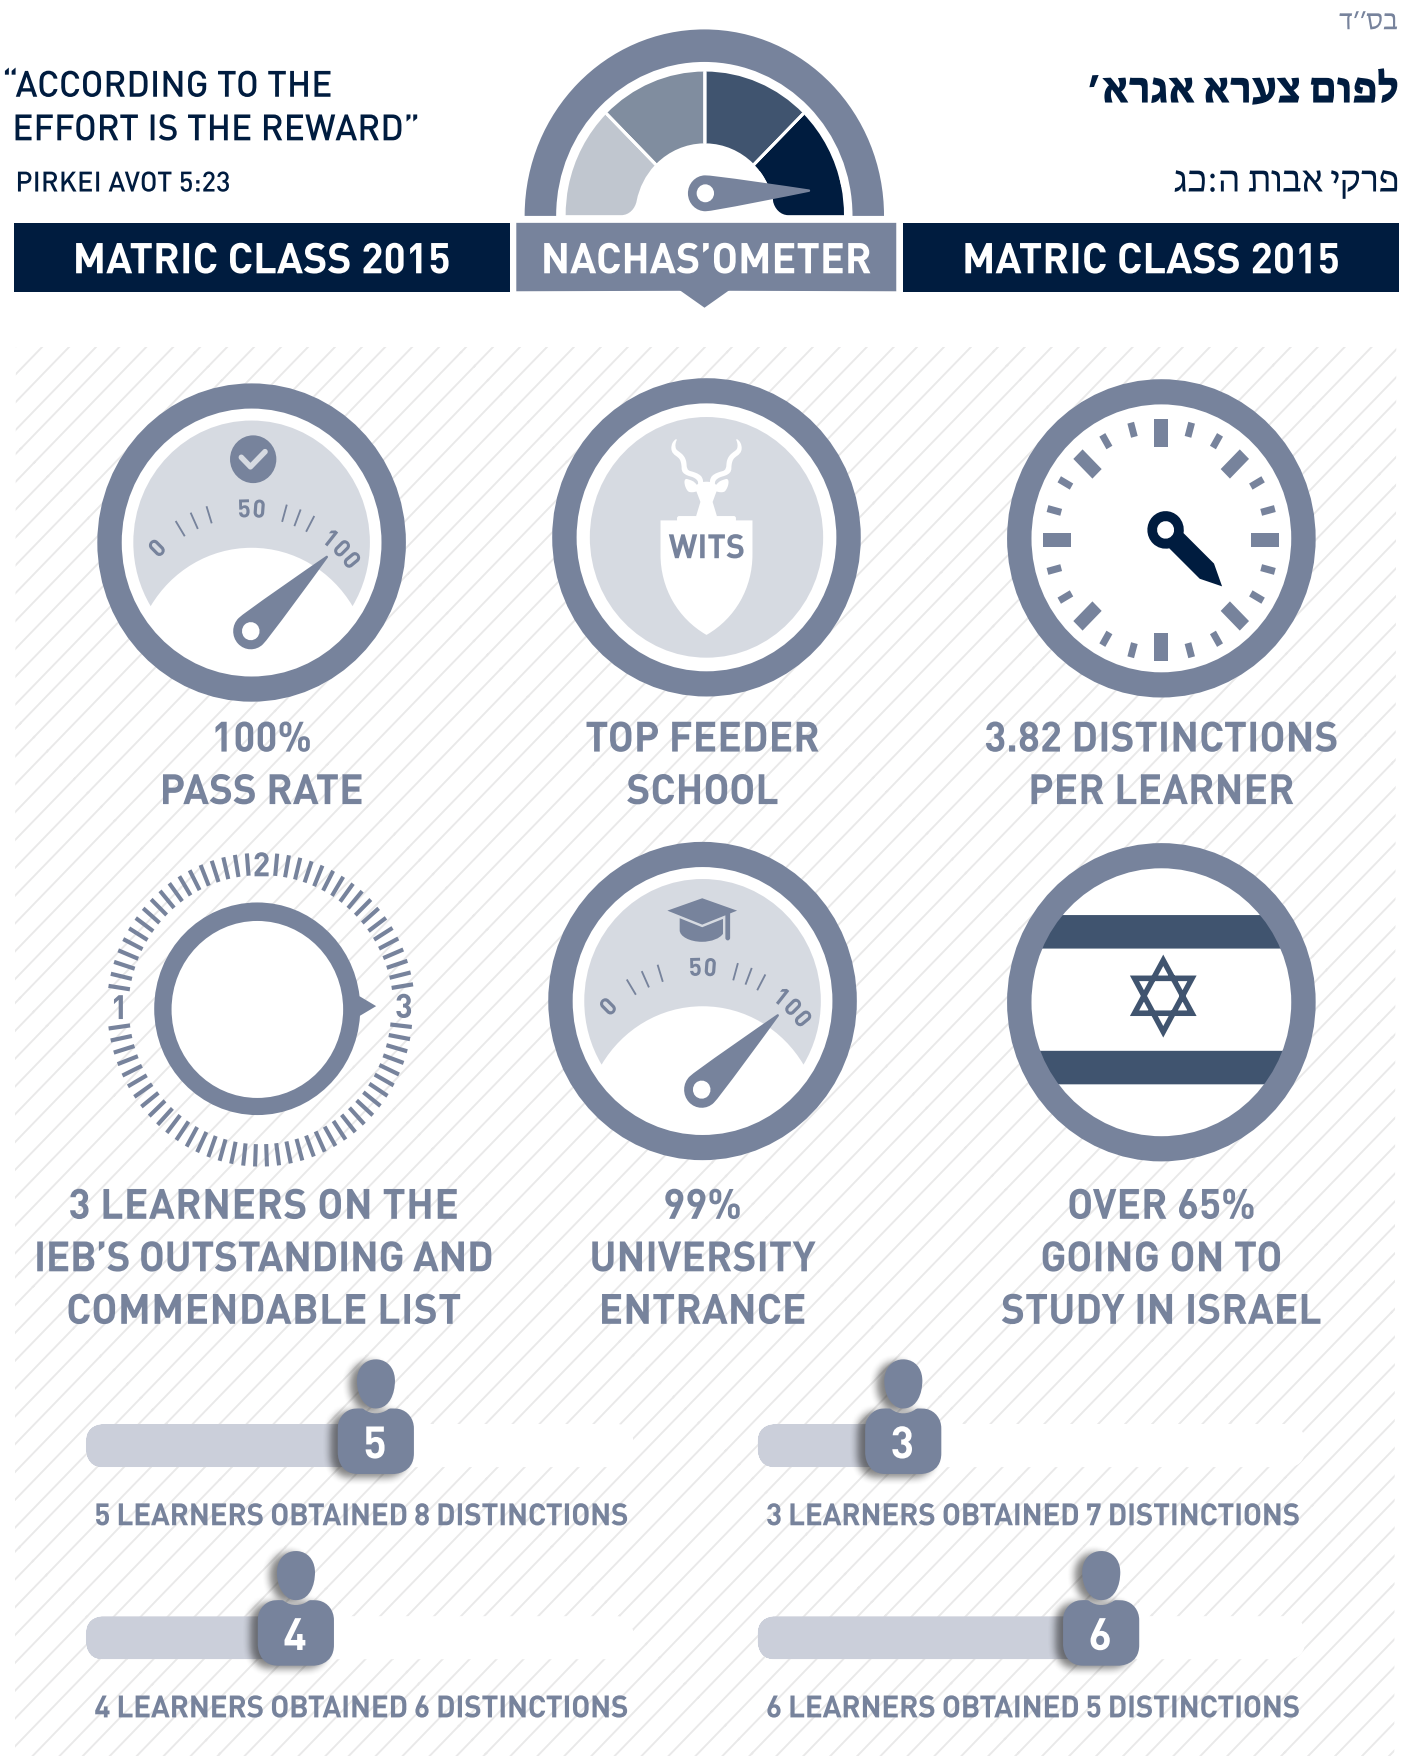 בס''ד
"ACCORDING TO THE
EFFORT IS THE REWARD"
PIRKEI AVOT 5:23
לפום צערא אגרא'
פרקי אבות ה:כג
MATRIC CLASS 2015
NACHAS'OMETER
MATRIC CLASS 2015
0 50 100
100%
PASS RATE
WITS
TOP FEEDER
SCHOOL
3.82 DISTINCTIONS
PER LEARNER
1 2 3
3 LEARNERS ON THE
IEB'S OUTSTANDING AND
COMMENDABLE LIST
0 50 100
99%
UNIVERSITY
ENTRANCE
OVER 65%
GOING ON TO
STUDY IN ISRAEL
5
5 LEARNERS OBTAINED 8 DISTINCTIONS
3
3 LEARNERS OBTAINED 7 DISTINCTIONS
4
4 LEARNERS OBTAINED 6 DISTINCTIONS
6
6 LEARNERS OBTAINED 5 DISTINCTIONS